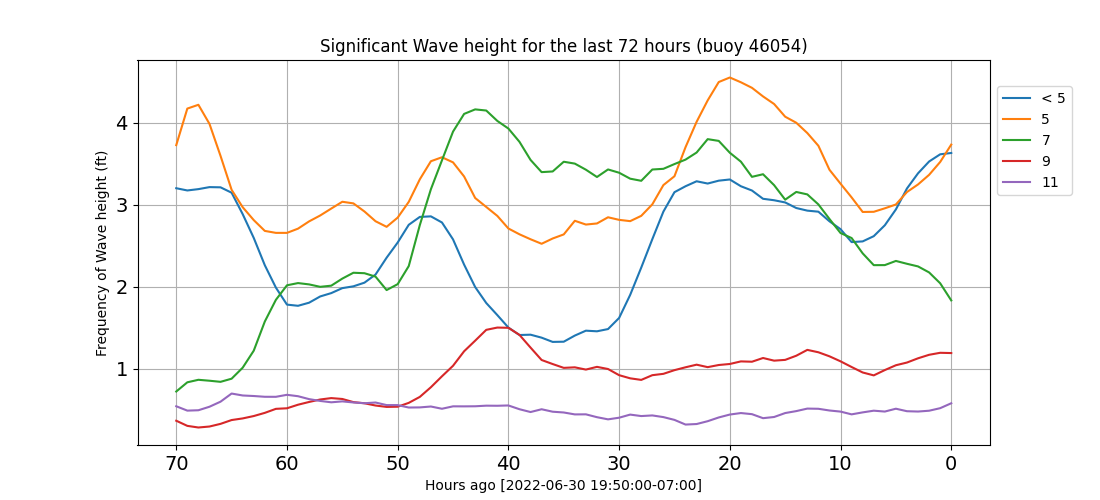 Significant Wave height for the last 72 hours (buoy 46054)
Frequency of Wave height (ft)
4
3
2
1
70 60 50 40 30 20 10 0
Hours ago [2022-06-30 19:50:00-07:00]
< 5
5
7
9
11